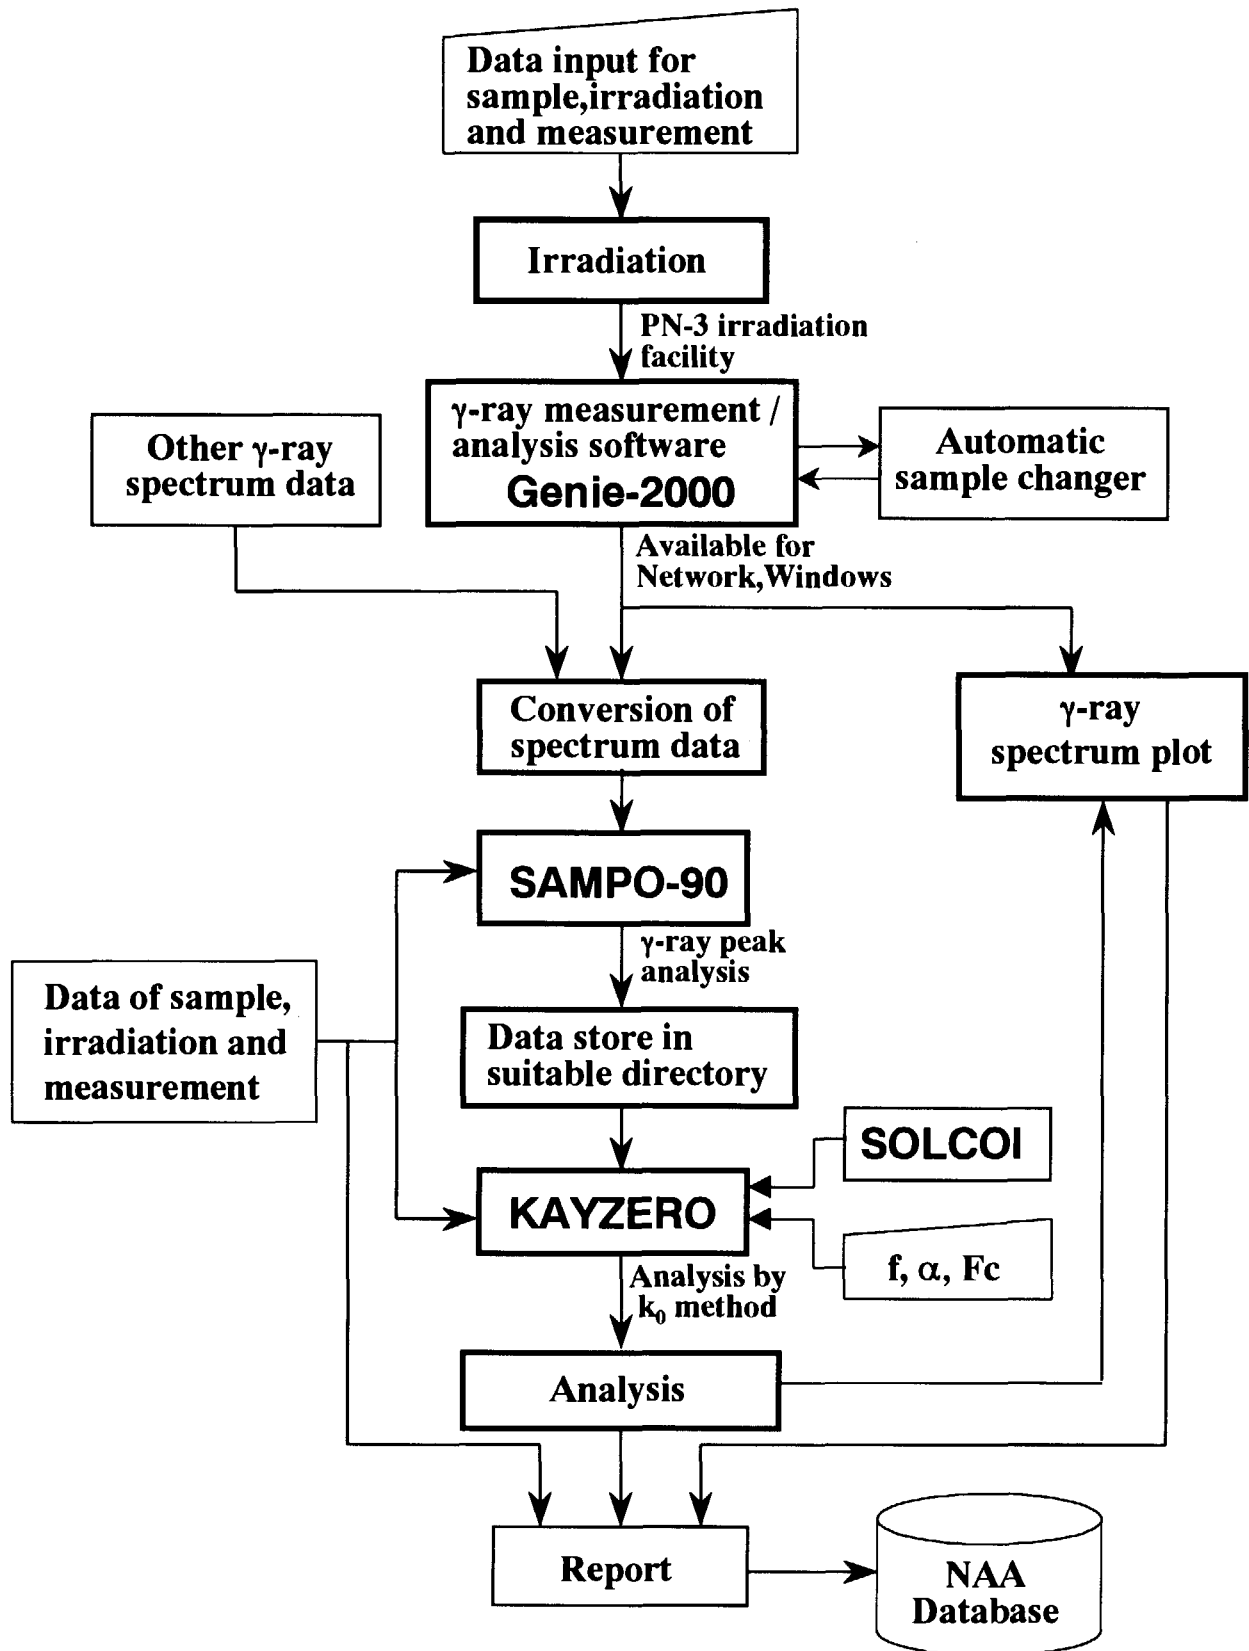 Data input for
sample,irradiation
and measurement
Irradiation
PN-3 irradiation
facility
γ-ray measurement /
analysis software
Genie-2000
Other γ-ray
spectrum data
Automatic
sample changer
Available for
Network,Windows
Conversion of
spectrum data
γ-ray
spectrum plot
SAMPO-90
γ-ray peak
analysis
Data of sample,
irradiation and
measurement
Data store in
suitable directory
SOLCOI
KAYZERO
f, α, Fc
Analysis by
k₀ method
Analysis
Report
NAA
Database